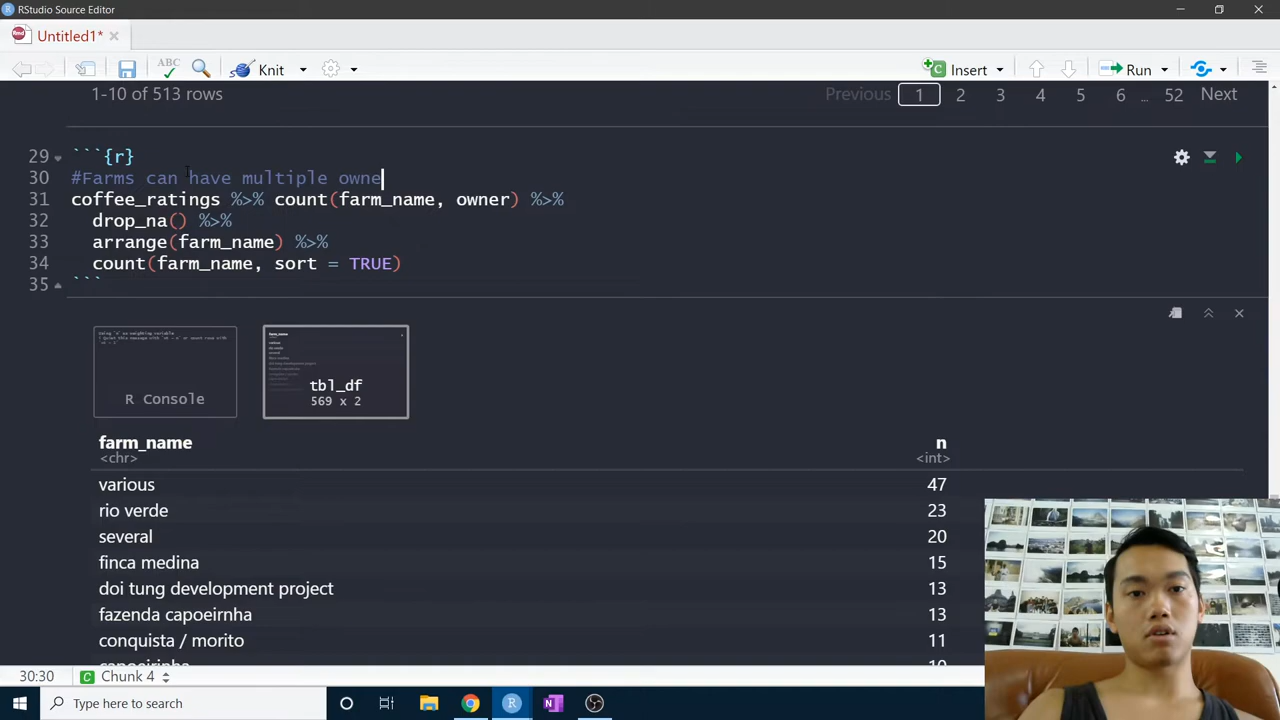 RStudio Source Editor
Untitled1*
ABC
Knit
Insert
Run
1-10 of 513 rows
Previous 1 2 3 4 5 6 ... 52 Next
29 ```{r}
30 #Farms can have multiple owne
31 coffee_ratings %>% count(farm_name, owner) %>%
32 drop_na() %>%
33 arrange(farm_name) %>%
34 count(farm_name, sort = TRUE)
35 ```
R Console
tbl_df
569 x 2
farm_name n
<chr> <int>
various 47
rio verde 23
several 20
finca medina 15
doi tung development project 13
fazenda capoeirnha 13
conquista / morito 11
30:30 Chunk 4
Type here to search